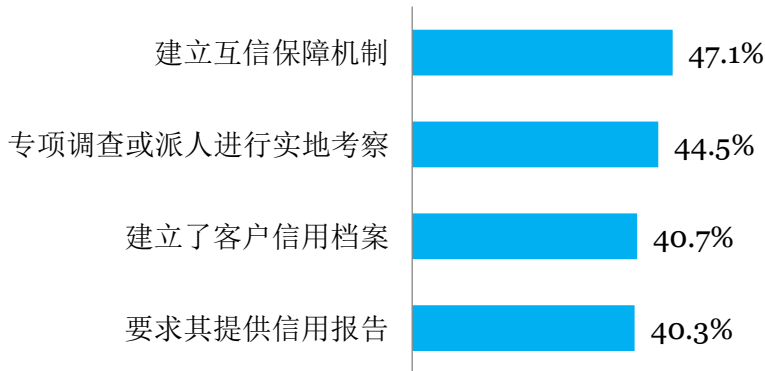 建立互信保障机制 47.1%
专项调查或派人进行实地考察 44.5%
建立了客户信用档案 40.7%
要求其提供信用报告 40.3%